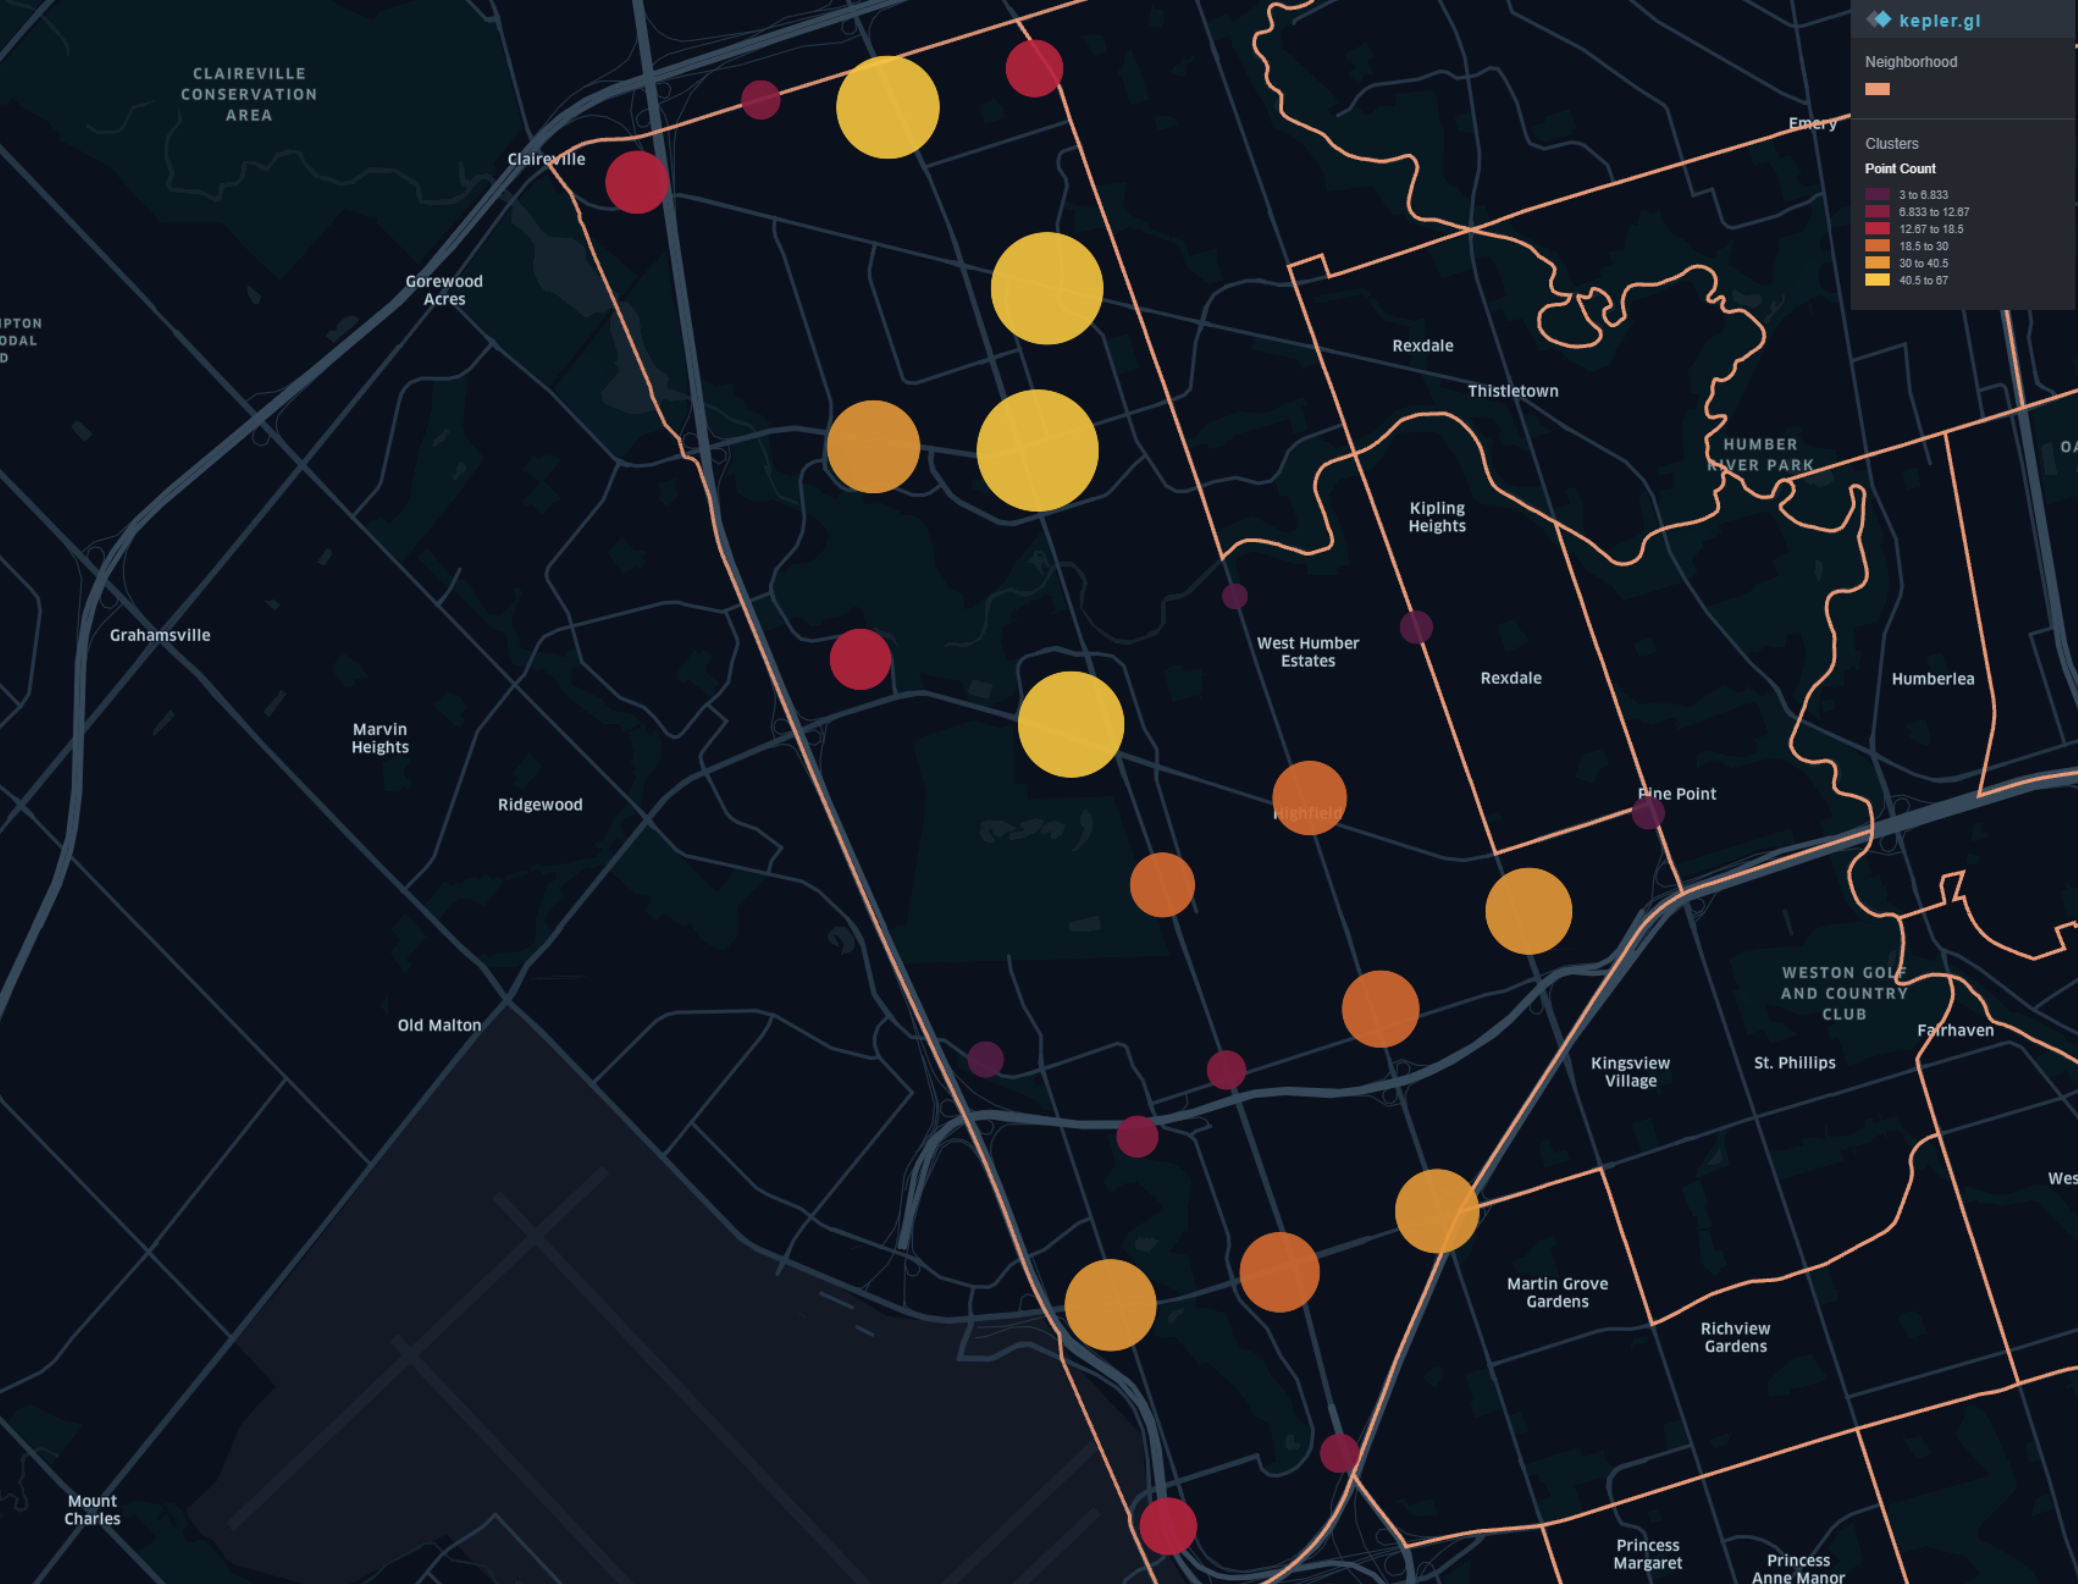 CLAIREVILLE
CONSERVATION
AREA
Claireville
Gorewood
Acres
IPTON
ODAL
D
Grahamsville
Marvin
Heights
Ridgewood
Old Malton
Mount
Charles
Emery
Rexdale
Thistletown
HUMBER
RIVER PARK
OA
Kipling
Heights
West Humber
Estates
Rexdale
Humberlea
Highfield
Pine Point
WESTON GOLF
AND COUNTRY
CLUB
Fairhaven
Kingsview
Village
St. Phillips
Wes
Martin Grove
Gardens
Richview
Gardens
Princess
Margaret
Princess
Anne Manor
kepler.gl
Neighborhood
Clusters
Point Count
3 to 6.833
6.833 to 12.67
12.67 to 18.5
18.5 to 30
30 to 40.5
40.5 to 67